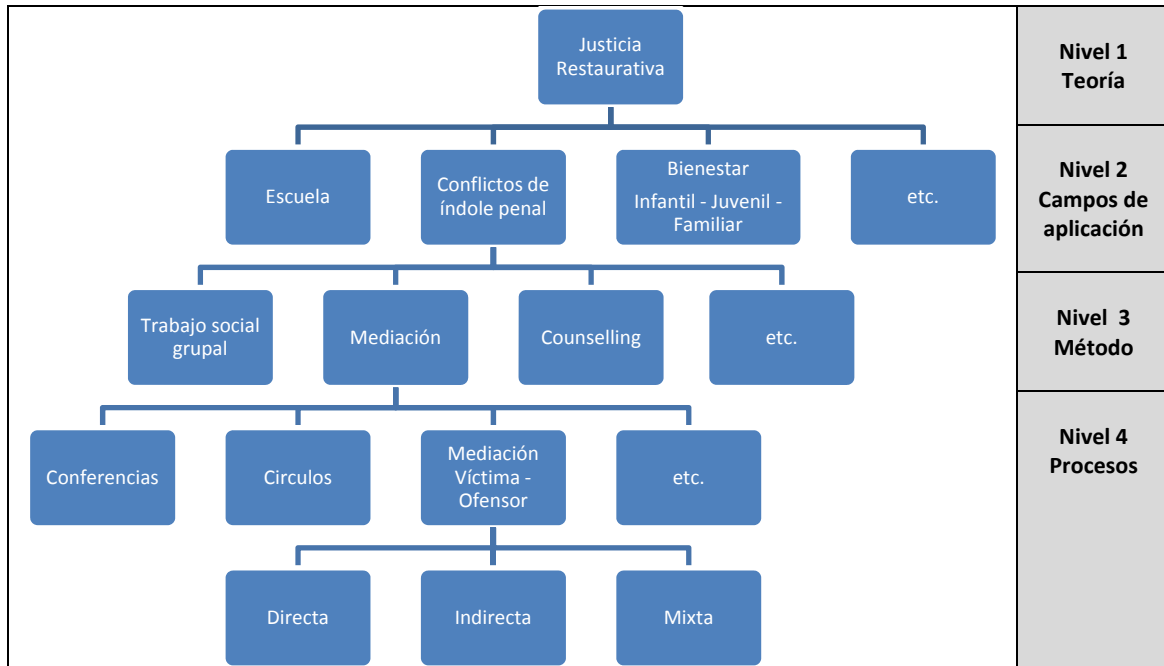 Justicia
Restaurativa
Nivel 1
Teoría
Escuela
Conflictos de
índole penal
Bienestar
Infantil - Juvenil -
Familiar
etc.
Nivel 2
Campos de
aplicación
Trabajo social
grupal
Mediación
Counselling
etc.
Nivel 3
Método
Conferencias
Circulos
Mediación
Víctima -
Ofensor
etc.
Nivel 4
Procesos
Directa
Indirecta
Mixta